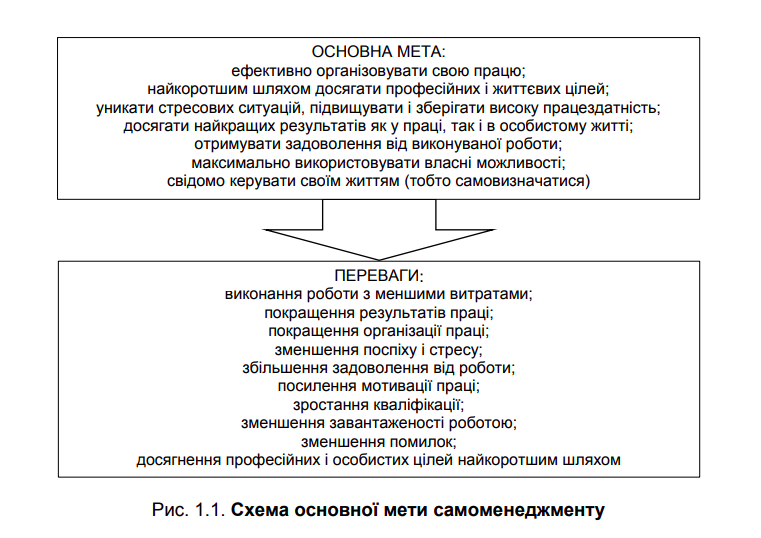 ОСНОВНА МЕТА:
ефективно організовувати свою працю;
найкоротшим шляхом досягати професійних і життєвих цілей;
уникати стресових ситуацій, підвищувати і зберігати високу працездатність;
досягати найкращих результатів як у праці, так і в особистому житті;
отримувати задоволення від виконуваної роботи;
максимально використовувати власні можливості;
свідомо керувати своїм життям (тобто самовизначатися)
ПЕРЕВАГИ:
виконання роботи з меншими витратами;
покращення результатів праці;
покращення організації праці;
зменшення поспіху і стресу;
збільшення задоволення від роботи;
посилення мотивації праці;
зростання кваліфікації;
зменшення завантаженості роботою;
зменшення помилок;
досягнення професійних і особистих цілей найкоротшим шляхом
Рис. 1.1. Схема основної мети самоменеджменту